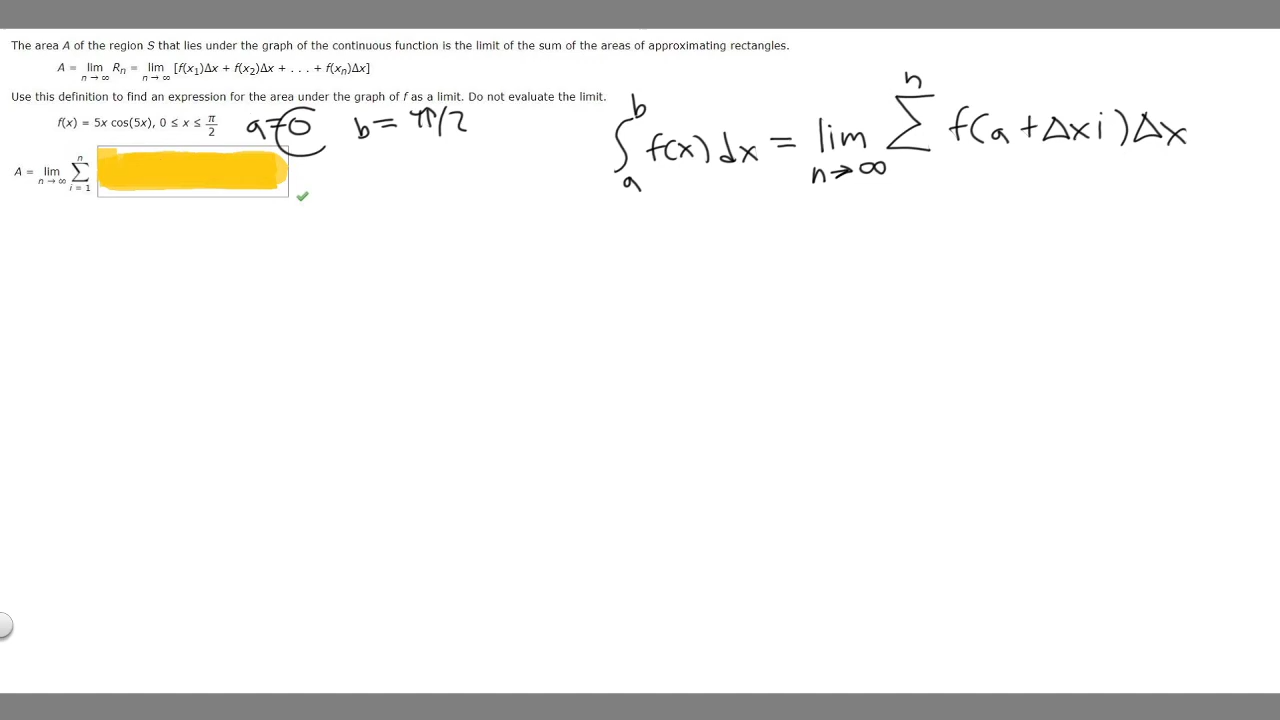 The area A of the region S that lies under the graph of the continuous function is the limit of the sum of the areas of approximating rectangles.
A = lim n → ∞ Rn = lim n → ∞ [f(x1)Δx + f(x2)Δx + . . . + f(xn)Δx]
Use this definition to find an expression for the area under the graph of f as a limit. Do not evaluate the limit.
f(x) = 5x cos(5x), 0 ≤ x ≤ π/2
a=0 b= π/2
∫ a b f(x) dx = lim n→∞ ∑ n f(a+Δxi)Δx
A = lim n → ∞ ∑ n i = 1